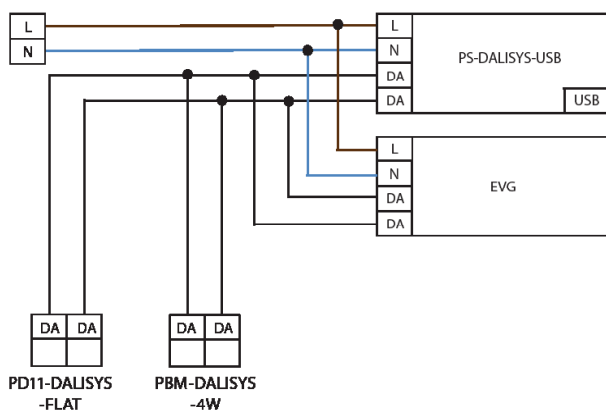 L
N
L
N
DA
DA
PS-DALISYS-USB
USB
L
N
DA
DA
EVG
DA DA
DA DA
PD11-DALISYS
-FLAT
PBM-DALISYS
-4W